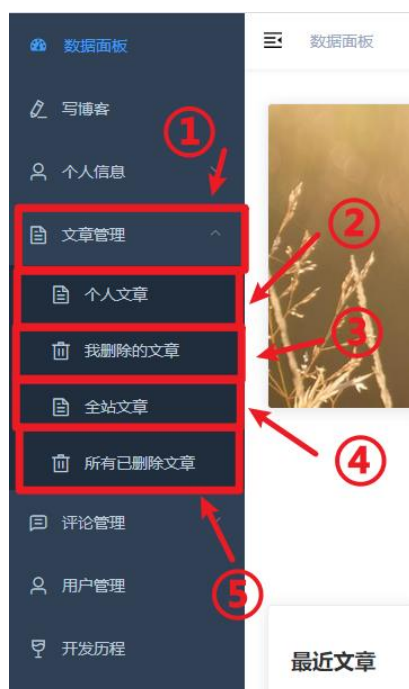 数据面板
数据面板
写博客
①
个人信息
②
文章管理
个人文章
③
我删除的文章
全站文章
④
所有已删除文章
评论管理
⑤
用户管理
开发历程
最近文章